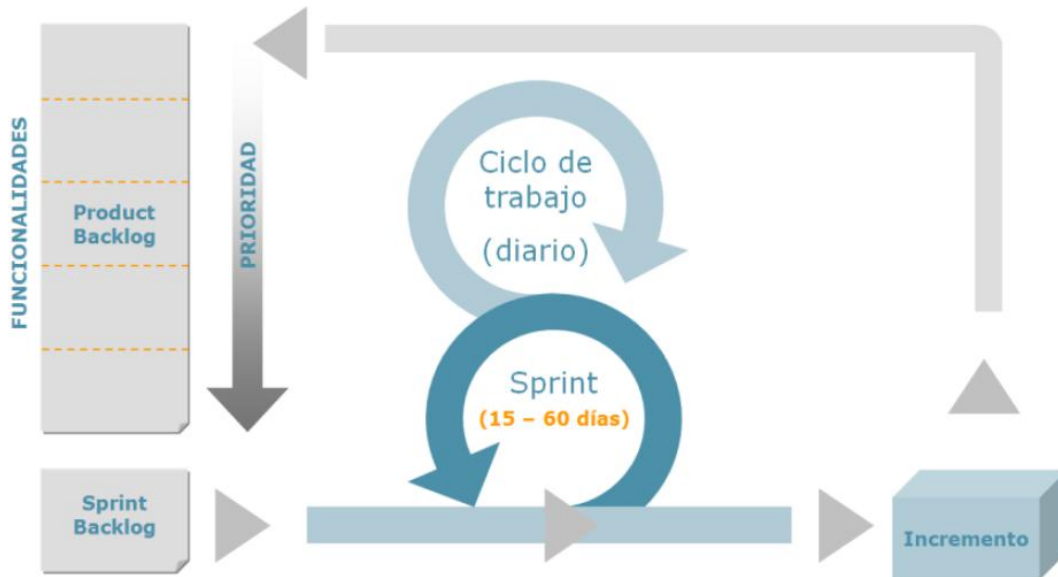 FUNCIONALIDADES
Product
Backlog
PRIORIDAD
Ciclo de
trabajo
(diario)
Sprint
(15 – 60 días)
Sprint
Backlog
Incremento